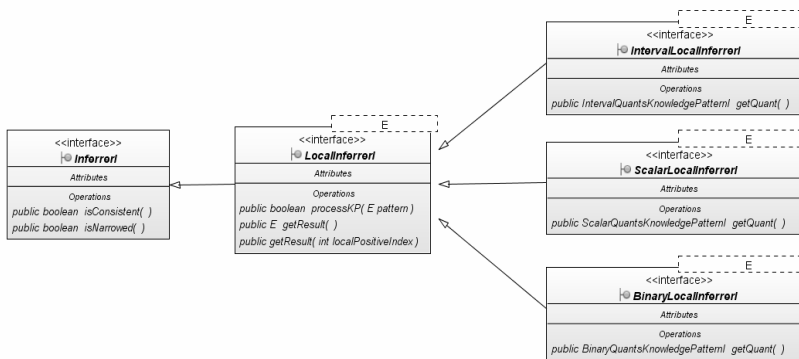 <<interface>>
InferrerI
Attributes
Operations
public boolean isConsistent( )
public boolean isNarrowed( )
E
<<interface>>
LocalInferrerI
Attributes
Operations
public boolean processKP( E pattern )
public E getResult( )
public getResult( int localPositiveIndex )
E
<<interface>>
IntervalLocalInferrerI
Attributes
Operations
public IntervalQuantsKnowledgePatternI getQuant( )
E
<<interface>>
ScalarLocalInferrerI
Attributes
Operations
public ScalarQuantsKnowledgePatternI getQuant( )
E
<<interface>>
BinaryLocalInferrerI
Attributes
Operations
public BinaryQuantsKnowledgePatternI getQuant( )